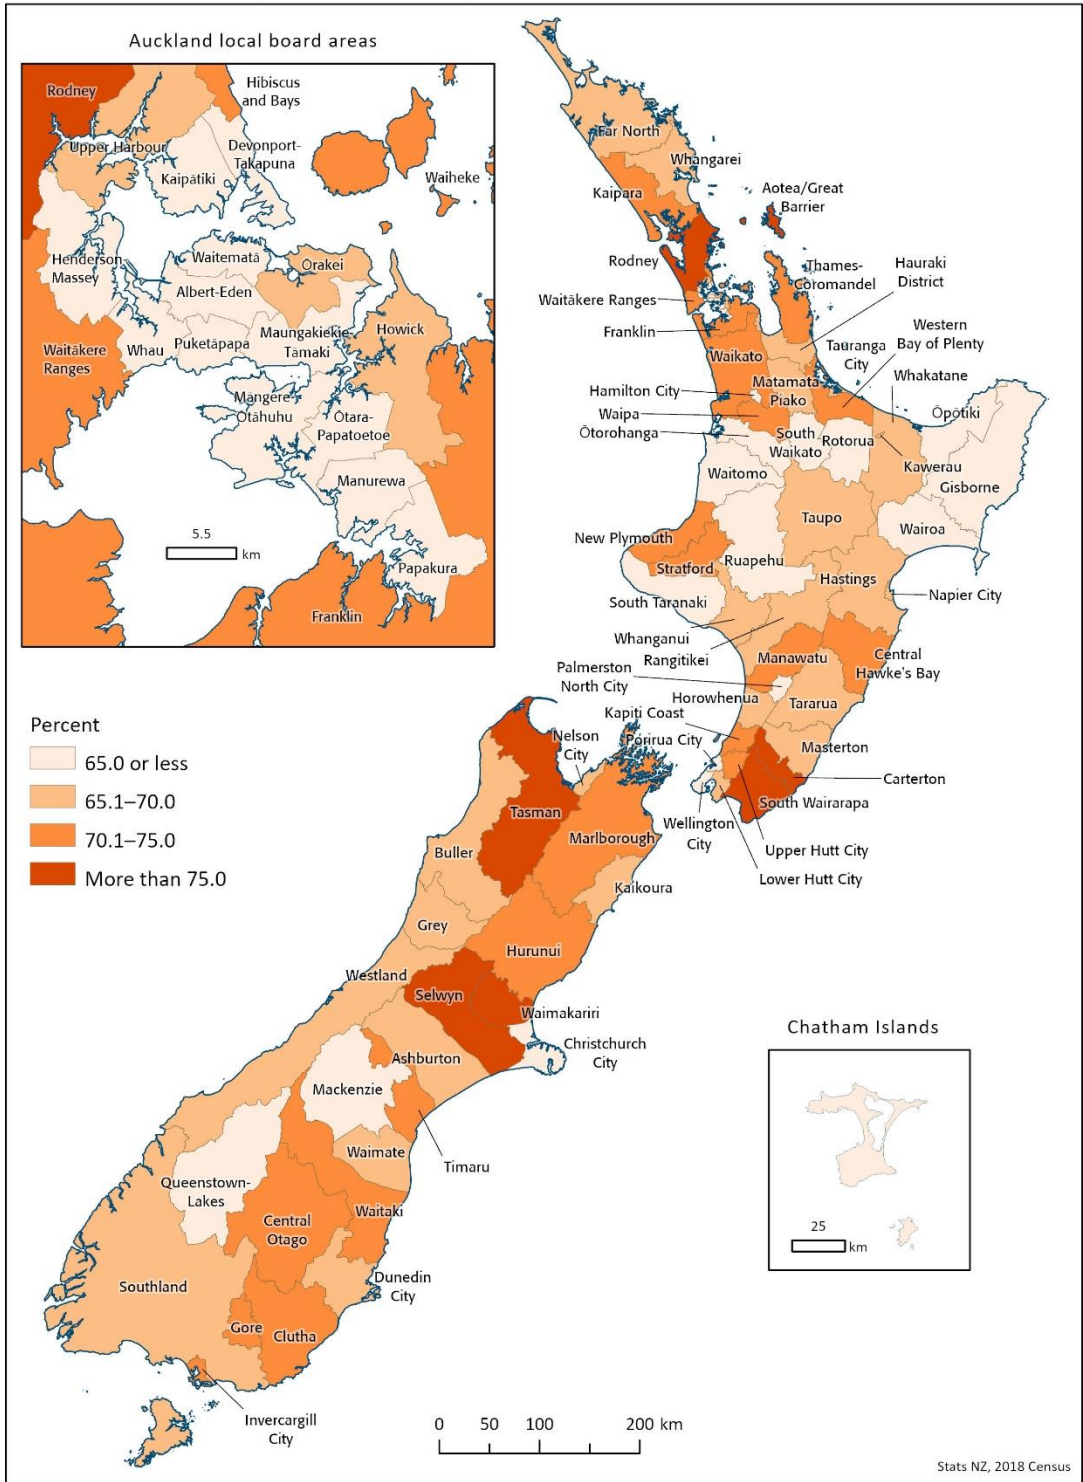 Auckland local board areas
Rodney
Hibiscus
and Bays
Upper Harbour
Devonport-
Takapuna
Kaipātiki
Waiheke
Henderson
Massey
Waitematā
Ōrakei
Albert-Eden
Waitākere
Ranges
Whau
Puketāpapa
Maungakiekie
Tāmaki
Howick
Māngere
Ōtāhuhu
Ōtara-
Papatoetoe
Manurewa
5.5
km
Papakura
Franklin
Far North
Whangarei
Kaipara
Aotea/Great
Barrier
Rodney
Thames-
Coromandel
Hauraki
District
Waitākere Ranges
Franklin
Western
Bay of Plenty
Waikato
Tauranga
City
Whakatane
Hamilton City
Matamata
Piako
Waipa
Ōpōtiki
Ōtorohanga
South
Waikato
Rotorua
Kawerau
Waitomo
Gisborne
Taupo
Wairoa
New Plymouth
Stratford
Ruapehu
Hastings
Napier City
South Taranaki
Whanganui
Rangitikei
Manawatu
Central
Hawke's Bay
Palmerston
North City
Horowhenua
Tararua
Kapiti Coast
Porirua City
Masterton
Carterton
South Wairarapa
Wellington
City
Upper Hutt City
Lower Hutt City
Percent
65.0 or less
65.1–70.0
70.1–75.0
More than 75.0
Nelson
City
Tasman
Marlborough
Buller
Kaikoura
Grey
Hurunui
Westland
Selwyn
Waimakariri
Christchurch
City
Ashburton
Mackenzie
Waimate
Timaru
Queenstown-
Lakes
Central
Otago
Waitaki
Southland
Dunedin
City
Gore
Clutha
Invercargill
City
Chatham Islands
25
km
0 50 100 200 km
Stats NZ, 2018 Census